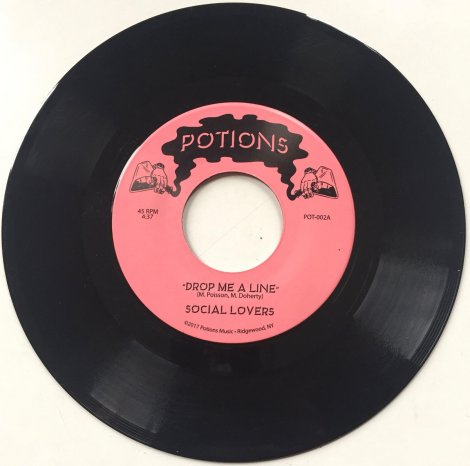 POTIONS
45 RPM
4:37
POT-002A
"DROP ME A LINE"
(M. Poisson, M. Doherty)
SOCIAL LOVERS
©2017 Potions Music • Ridgewood, NY